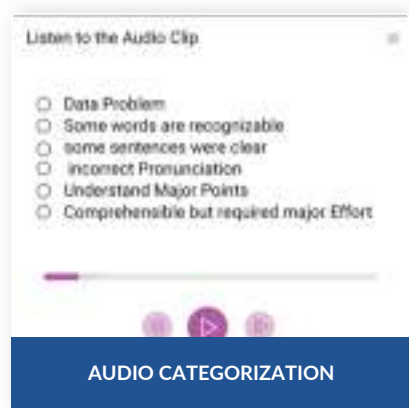 Listen to the Audio Clip
Data Problem
Some words are recognizable
some sentences were clear
incorrect Pronunciation
Understand Major Points
Comprehensible but required major Effort
AUDIO CATEGORIZATION